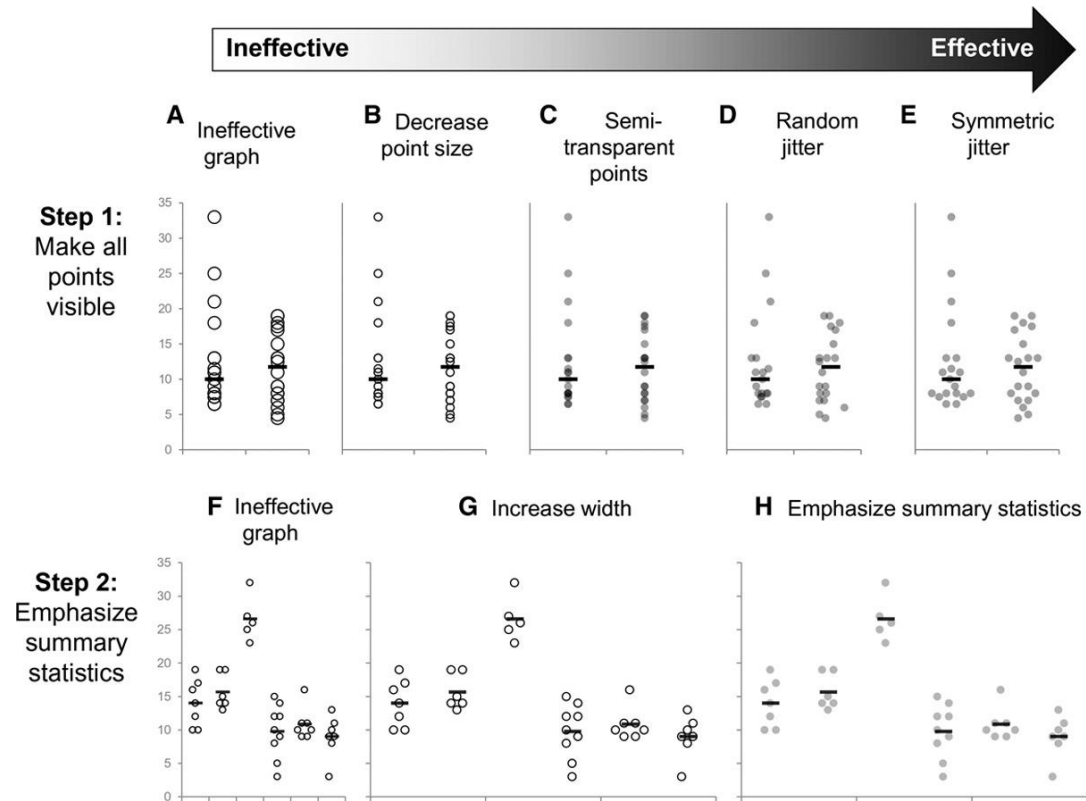 Ineffective
Effective
A Ineffective
graph
B Decrease
point size
C Semi-
transparent
points
D Random
jitter
E Symmetric
jitter
Step 1:
Make all
points
visible
35
30
25
20
15
10
5
0
F Ineffective
graph
G Increase width
H Emphasize summary statistics
Step 2:
Emphasize
summary
statistics
35
30
25
20
15
10
5
0